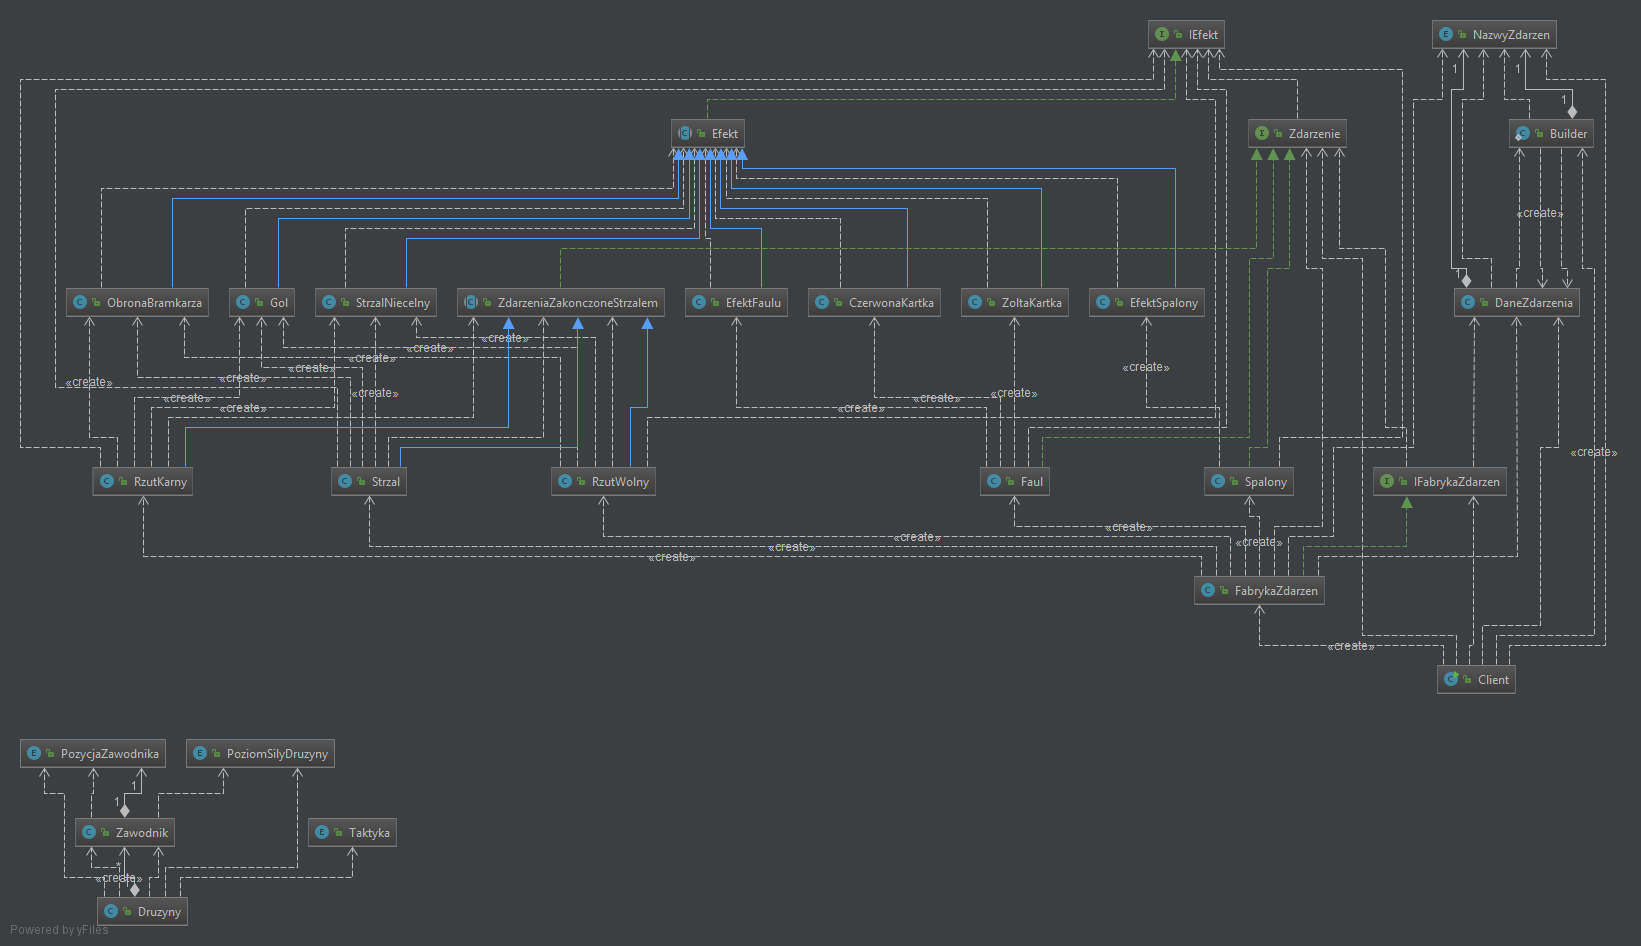 IEfekt
NazwyZdarzen
1
1
1
Efekt
Zdarzenie
Builder
«create»
1
ObronaBramkarza
Gol
StrzalNiecelny
ZdarzeniaZakonczoneStrzalem
EfektFaulu
CzerwonaKartka
ZoltaKartka
EfektSpalony
DaneZdarzenia
«create»
«create»
«create»
«create»
«create»
«create»
«create»
«create»
«create»
«create»
«create»
«create»
«create»
«create»
RzutKarny
Strzal
RzutWolny
Faul
Spalony
IFabrykaZdarzen
«create»
«create»
«create»
«create»
«create»
FabrykaZdarzen
«create»
Client
PozycjaZawodnika
PoziomSilyDruzyny
1
1
Zawodnik
Taktyka
*
«create»
1
Druzyny
Powered by yFiles